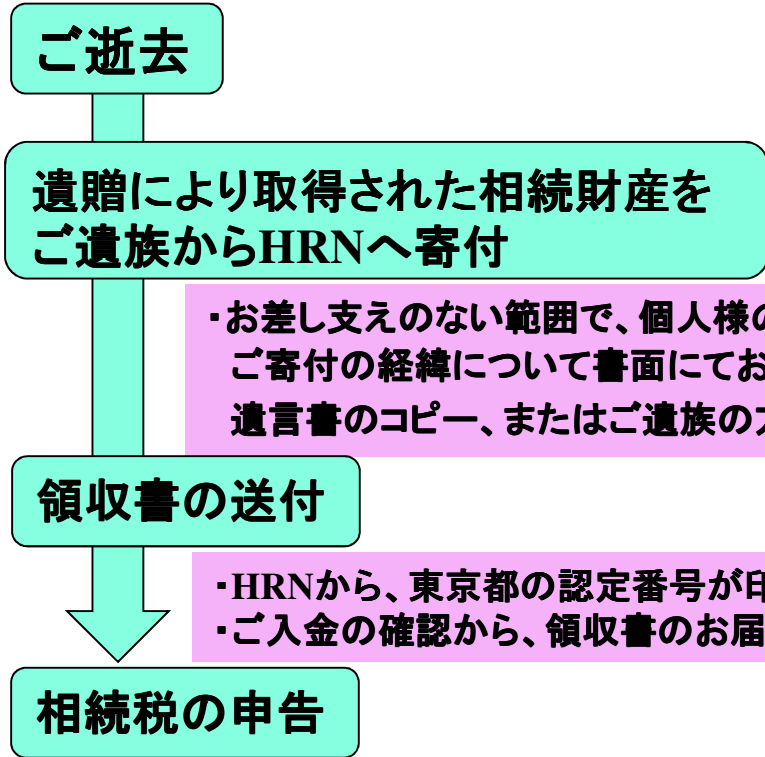 ご逝去
遺贈により取得された相続財産を
ご遺族からHRNへ寄付
・お差し支えのない範囲で、個人様の
ご寄付の経緯について書面にてお
遺言書のコピー、またはご遺族の
領収書の送付
・HRNから、東京都の認定番号が
・ご入金の確認から、領収書のお届
相続税の申告